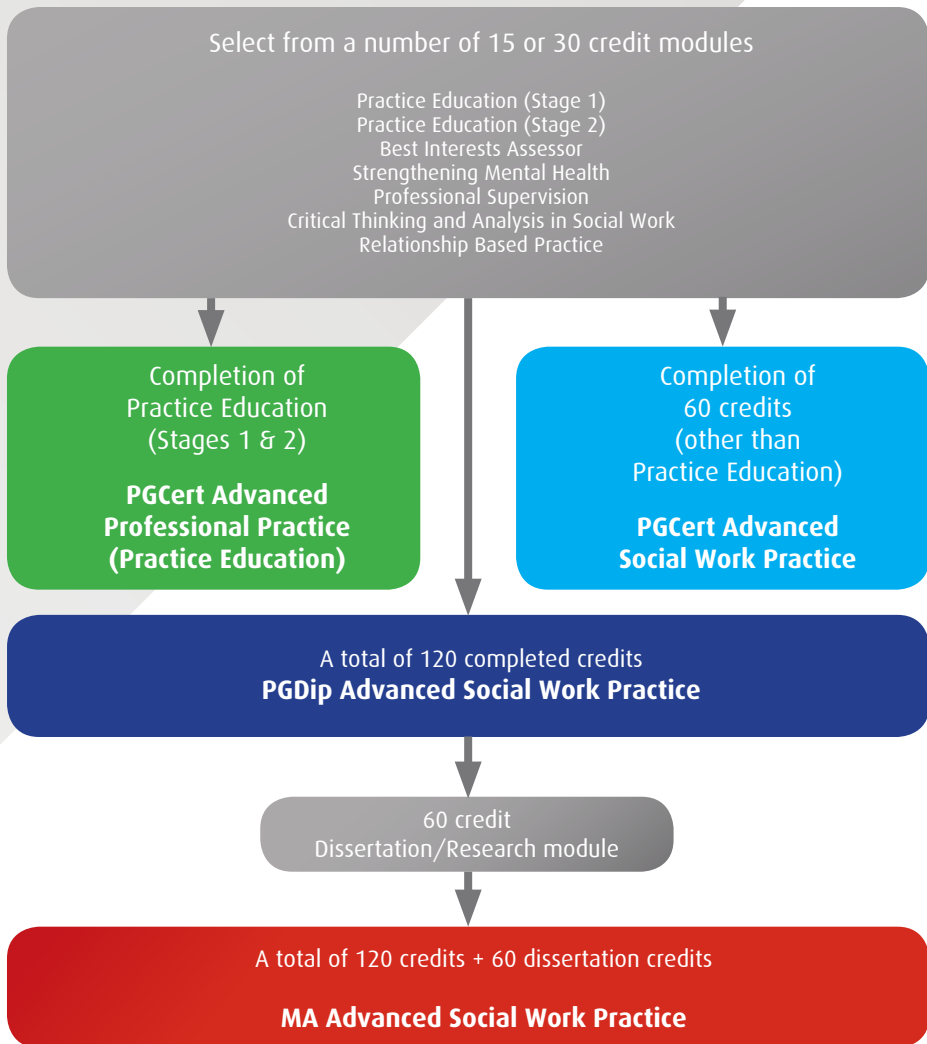 Select from a number of 15 or 30 credit modules
Practice Education (Stage 1)
Practice Education (Stage 2)
Best Interests Assessor
Strengthening Mental Health
Professional Supervision
Critical Thinking and Analysis in Social Work
Relationship Based Practice
Completion of
Practice Education
(Stages 1 & 2)
PGCert Advanced
Professional Practice
(Practice Education)
Completion of
60 credits
(other than
Practice Education)
PGCert Advanced
Social Work Practice
A total of 120 completed credits
PGDip Advanced Social Work Practice
60 credit
Dissertation/Research module
A total of 120 credits + 60 dissertation credits
MA Advanced Social Work Practice